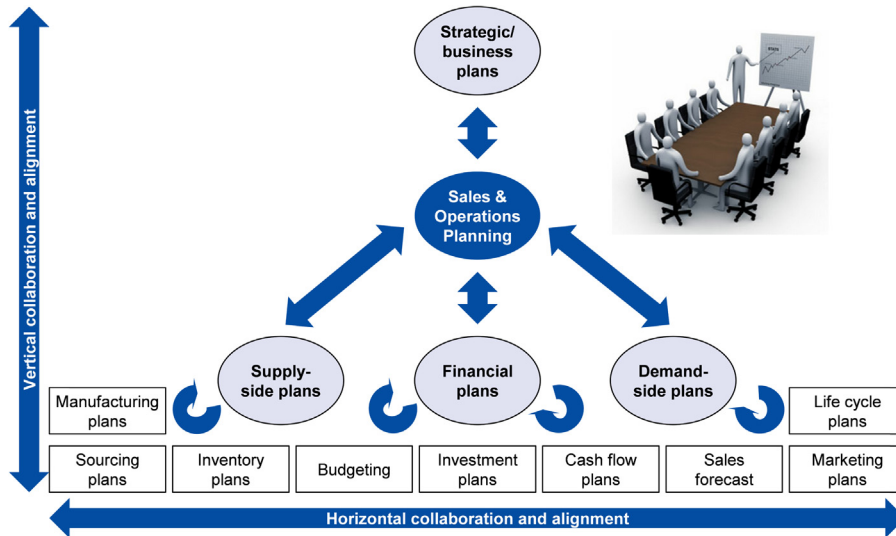 Strategic/
business
plans
Sales &
Operations
Planning
Supply-
side plans
Financial
plans
Demand-
side plans
Manufacturing
plans
Life cycle
plans
Sourcing
plans
Inventory
plans
Budgeting
Investment
plans
Cash flow
plans
Sales
forecast
Marketing
plans
Vertical collaboration and alignment
Horizontal collaboration and alignment